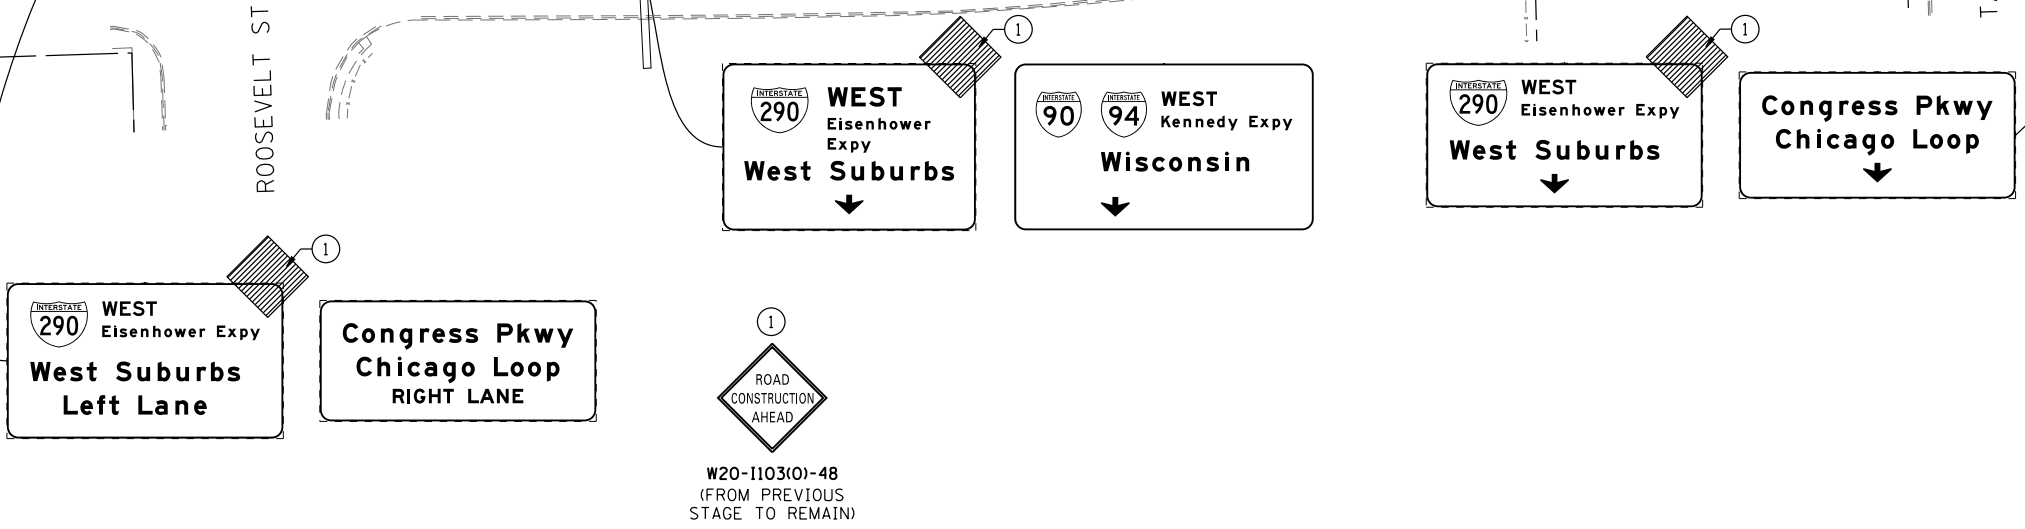 ROOSEVELT ST
1
INTERSTATE
290
WEST
Eisenhower
Expy
West Suburbs
INTERSTATE
90
INTERSTATE
94
WEST
Kennedy Expy
Wisconsin
1
INTERSTATE
290
WEST
Eisenhower Expy
West Suburbs
Congress Pkwy
Chicago Loop
1
INTERSTATE
290
WEST
Eisenhower Expy
West Suburbs
Left Lane
Congress Pkwy
Chicago Loop
RIGHT LANE
1
ROAD
CONSTRUCTION
AHEAD
W20-I103(O)-48
(FROM PREVIOUS
STAGE TO REMAIN)